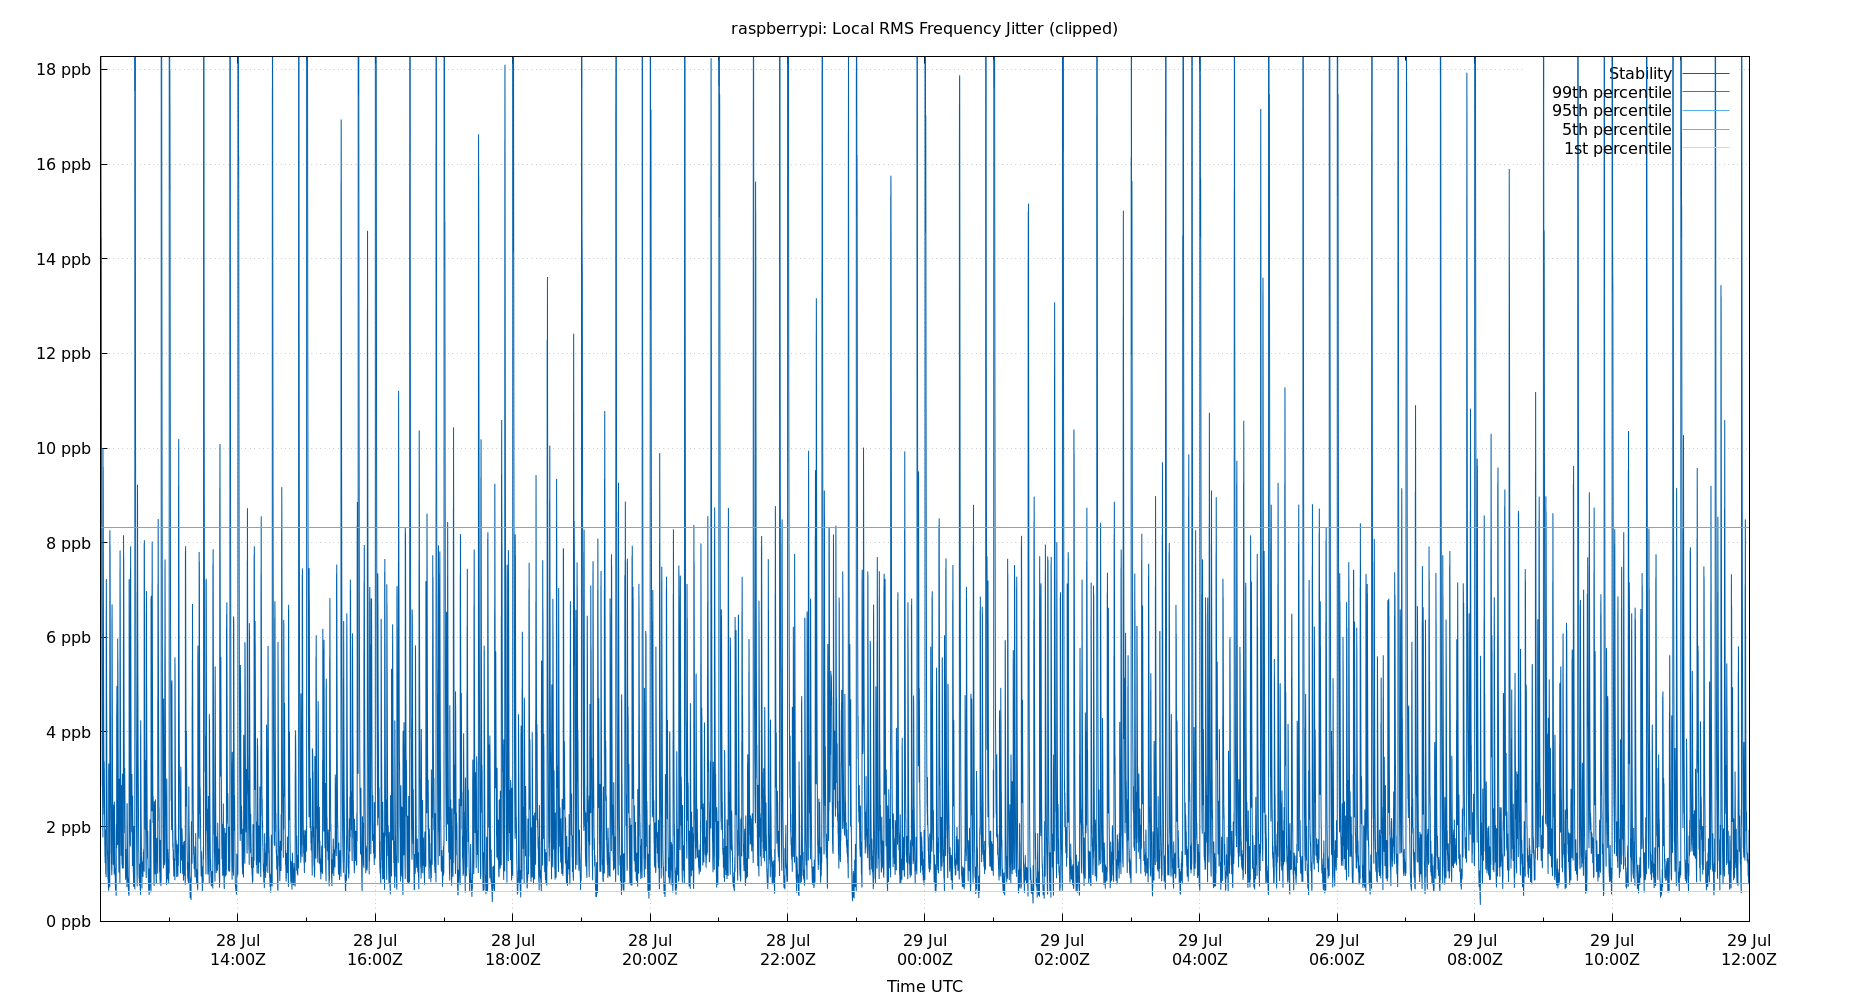 raspberrypi: Local RMS Frequency Jitter (clipped)
18 ppb
16 ppb
14 ppb
12 ppb
10 ppb
8 ppb
6 ppb
4 ppb
2 ppb
0 ppb
Stability
99th percentile
95th percentile
5th percentile
1st percentile
28 Jul 28 Jul 28 Jul 28 Jul 28 Jul 29 Jul 29 Jul 29 Jul 29 Jul 29 Jul 29 Jul 29 Jul
14:00Z 16:00Z 18:00Z 20:00Z 22:00Z 00:00Z 02:00Z 04:00Z 06:00Z 08:00Z 10:00Z 12:00Z
Time UTC